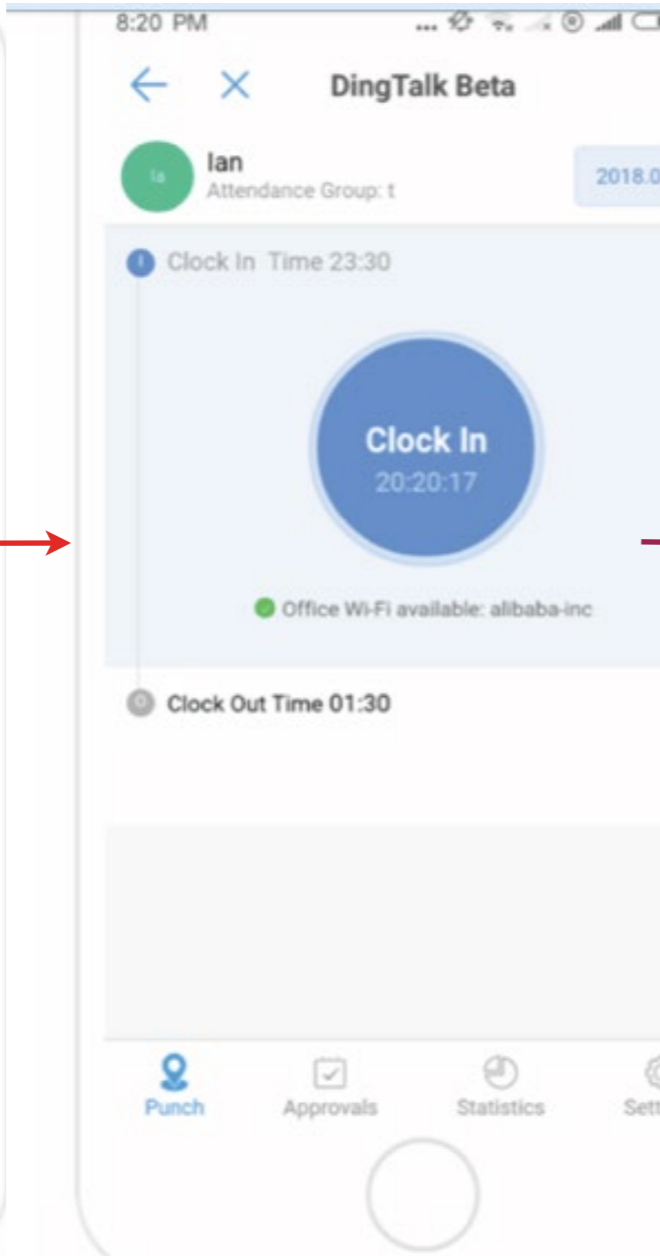 8:20 PM
DingTalk Beta
Ian
Attendance Group: t
2018.0
Clock In Time 23:30
Clock In
20:20:17
Office Wi-Fi available: alibaba-inc
Clock Out Time 01:30
Punch
Approvals
Statistics